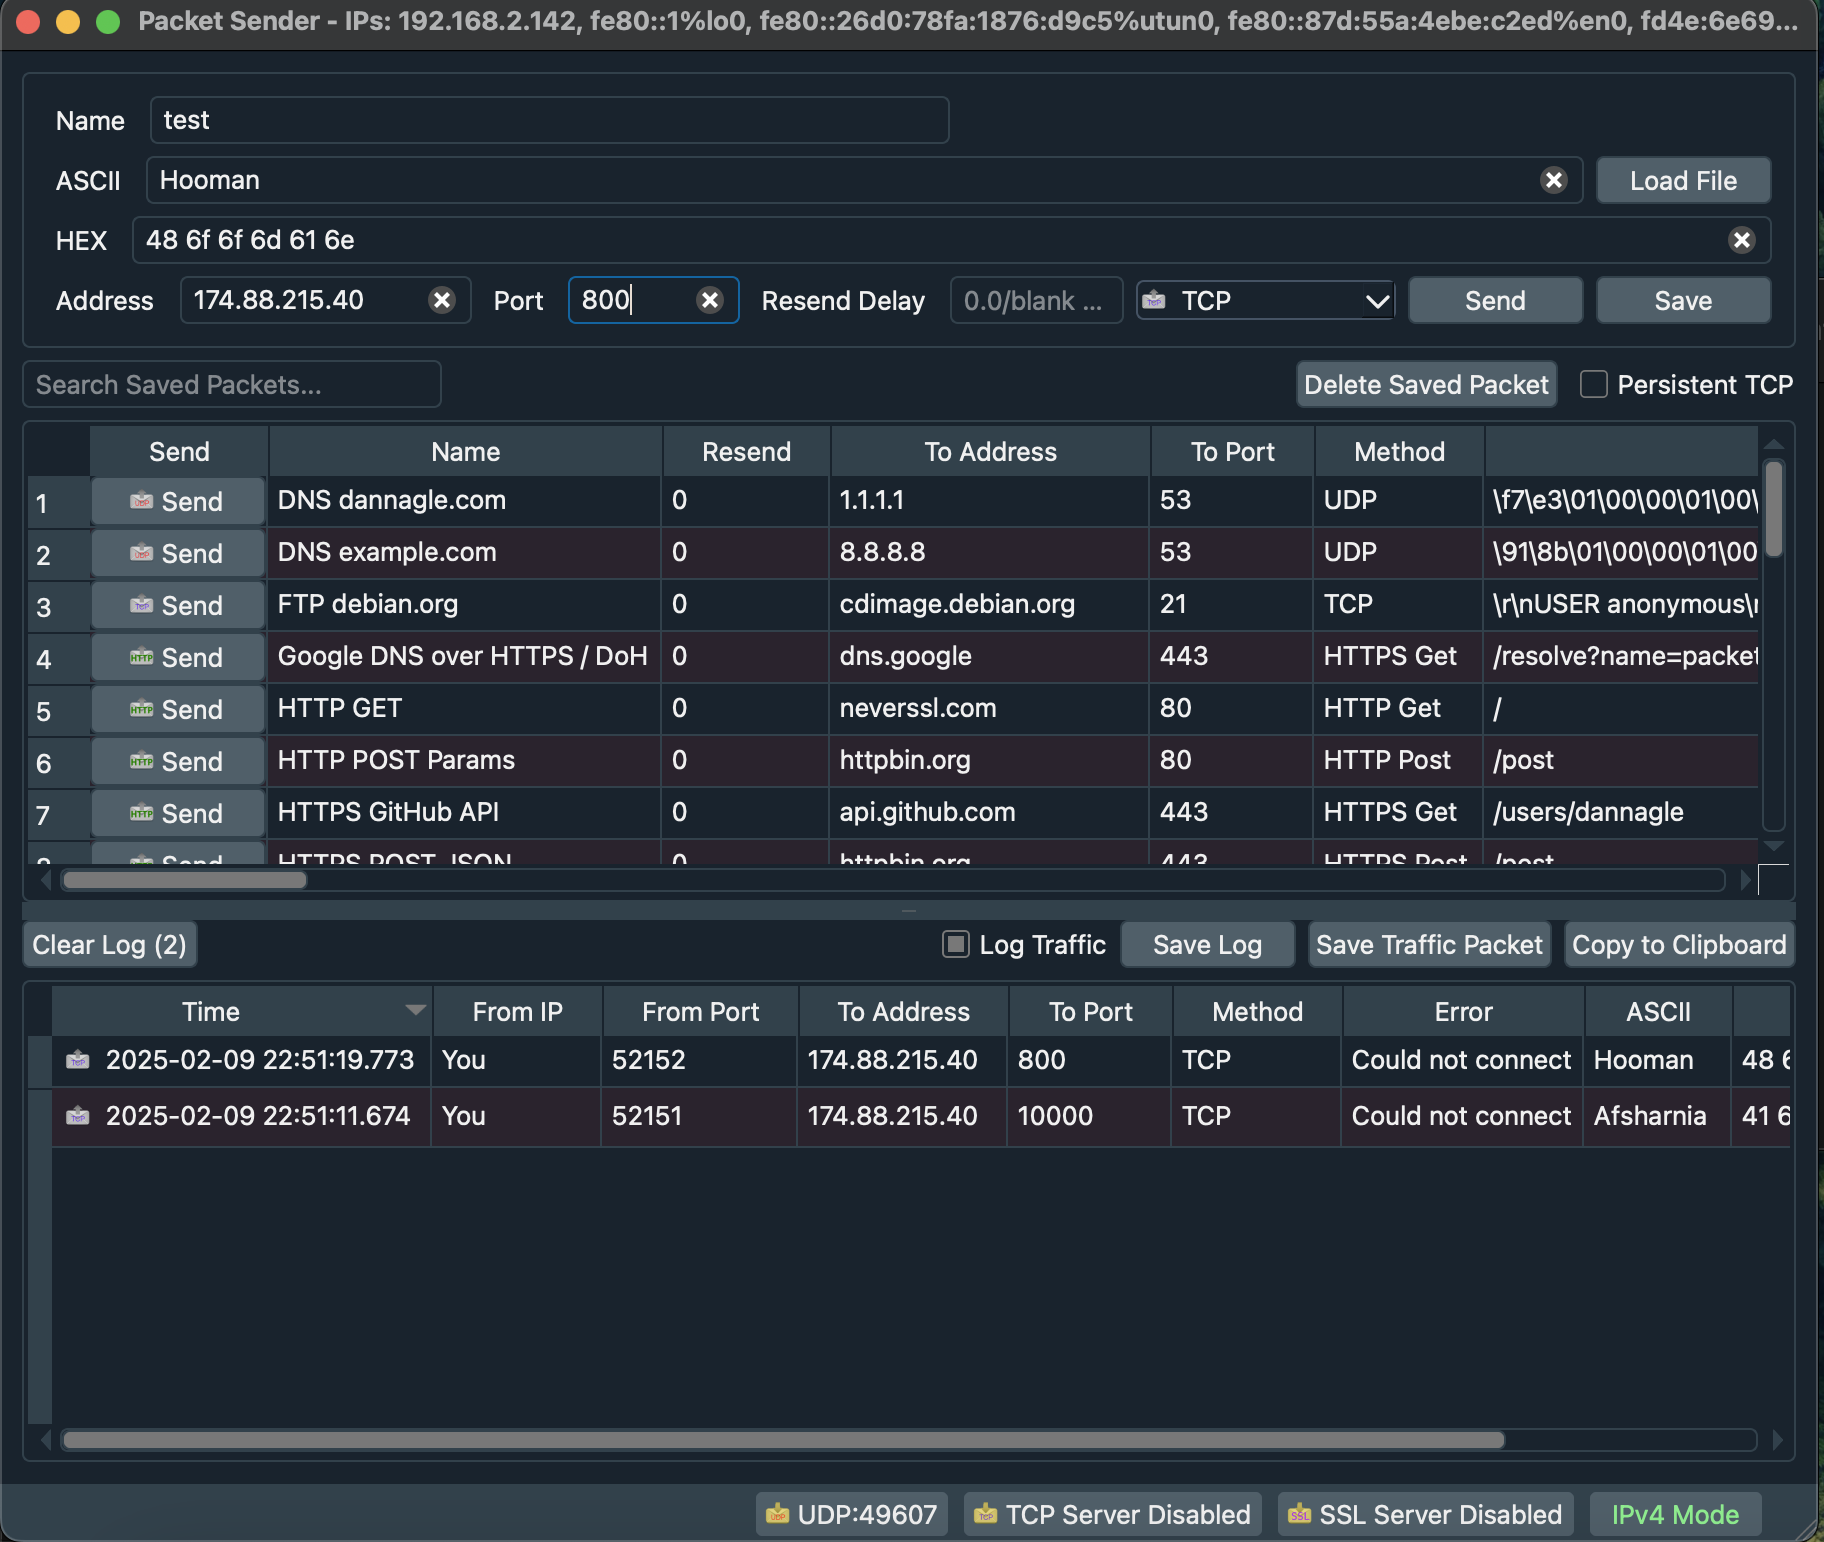 Packet Sender - IPs: 192.168.2.142, fe80::1%lo0, fe80::26d0:78fa:1876:d9c5%utun0, fe80::87d:55a:4ebe:c2ed%en0, fd4e:6e69...
Name test
ASCII Hooman Load File
HEX 48 6f 6f 6d 61 6e
Address 174.88.215.40 Port 800 Resend Delay 0.0/blank ... TCP Send Save
Search Saved Packets... Delete Saved Packet Persistent TCP
Send Name Resend To Address To Port Method
1 Send DNS dannagle.com 0 1.1.1.1 53 UDP \f7\e3\01\00\00\01\00\
2 Send DNS example.com 0 8.8.8.8 53 UDP \91\8b\01\00\00\01\00
3 Send FTP debian.org 0 cdimage.debian.org 21 TCP \r\nUSER anonymous\r
4 Send Google DNS over HTTPS / DoH 0 dns.google 443 HTTPS Get /resolve?name=packet
5 Send HTTP GET 0 neverssl.com 80 HTTP Get /
6 Send HTTP POST Params 0 httpbin.org 80 HTTP Post /post
7 Send HTTPS GitHub API 0 api.github.com 443 HTTPS Get /users/dannagle
8 Send HTTPS POST JSON 0 httpbin.org 443 HTTPS Post /post
Clear Log (2) Log Traffic Save Log Save Traffic Packet Copy to Clipboard
Time From IP From Port To Address To Port Method Error ASCII
2025-02-09 22:51:19.773 You 52152 174.88.215.40 800 TCP Could not connect Hooman 48 6
2025-02-09 22:51:11.674 You 52151 174.88.215.40 10000 TCP Could not connect Afsharnia 41 6
UDP:49607 TCP Server Disabled SSL Server Disabled IPv4 Mode